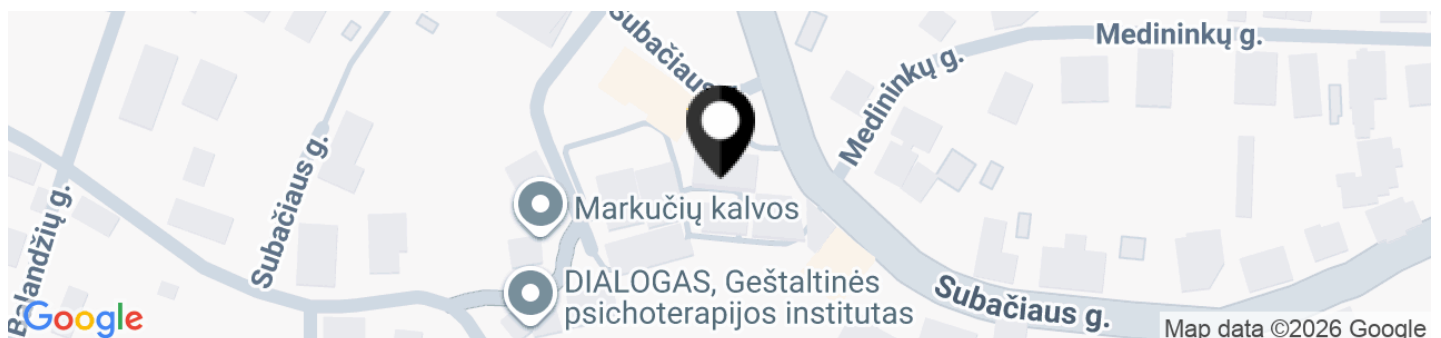 Subačiaus
Medininkų g.
Medininkų g.
Subačiaus g.
Balandžių g.
Markučių kalvos
DIALOGAS, Geštaltinės
psichoterapijos institutas
Subačiaus g.
Google
Map data ©2026 Google